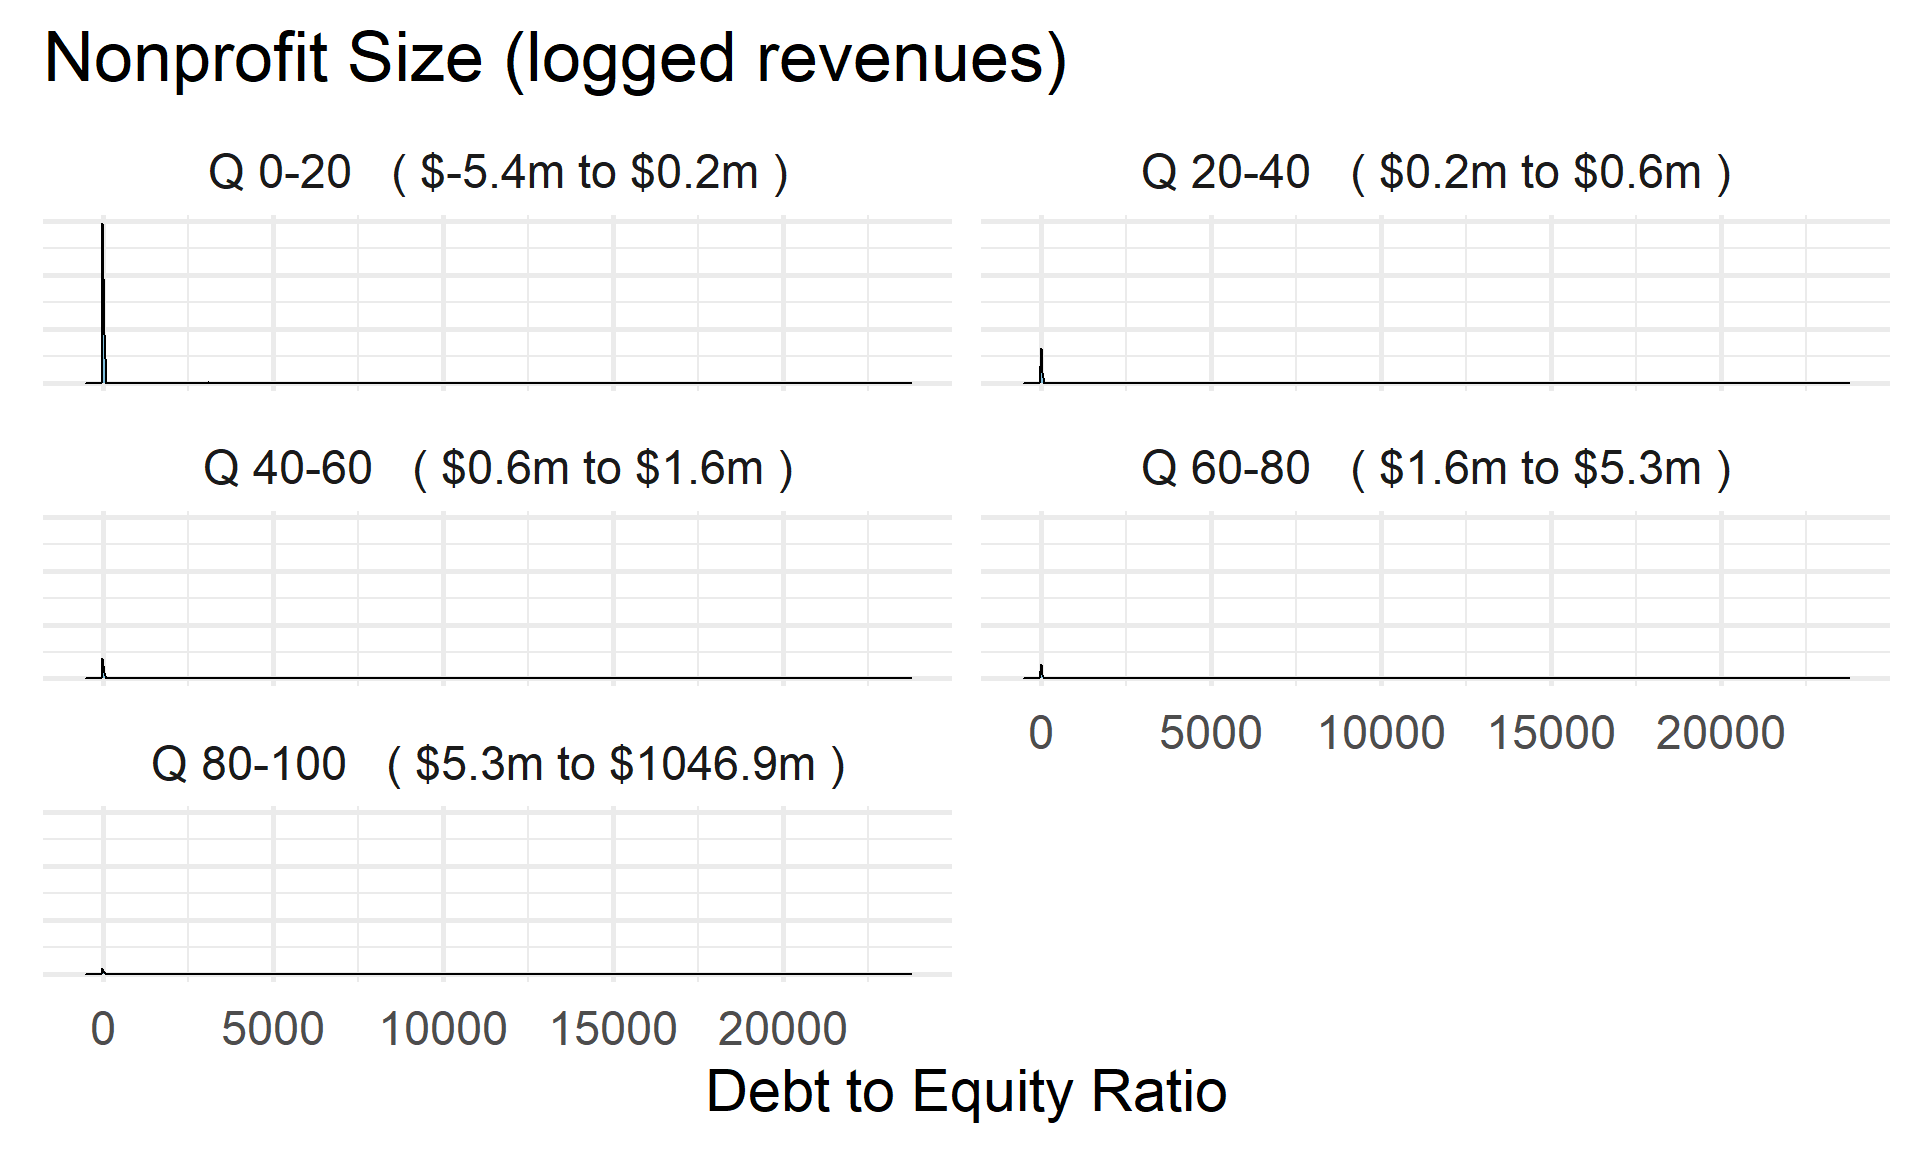 Nonprofit Size (logged revenues)
Q 0-20 ( $-5.4m to $0.2m )
Q 20-40 ( $0.2m to $0.6m )
Q 40-60 ( $0.6m to $1.6m )
Q 60-80 ( $1.6m to $5.3m )
0 5000 10000 15000 20000
Q 80-100 ( $5.3m to $1046.9m )
0 5000 10000 15000 20000
Debt to Equity Ratio